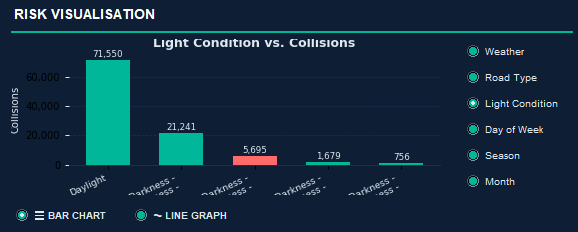 RISK VISUALISATION
Light Condition vs. Collisions
71,550
21,241
5,695
1,679
756
60,000
40,000
20,000
0
Collisions
Daylight
Darkness -
Darkness -
Darkness -
Darkness -
Weather
Road Type
Light Condition
Day of Week
Season
Month
BAR CHART
LINE GRAPH